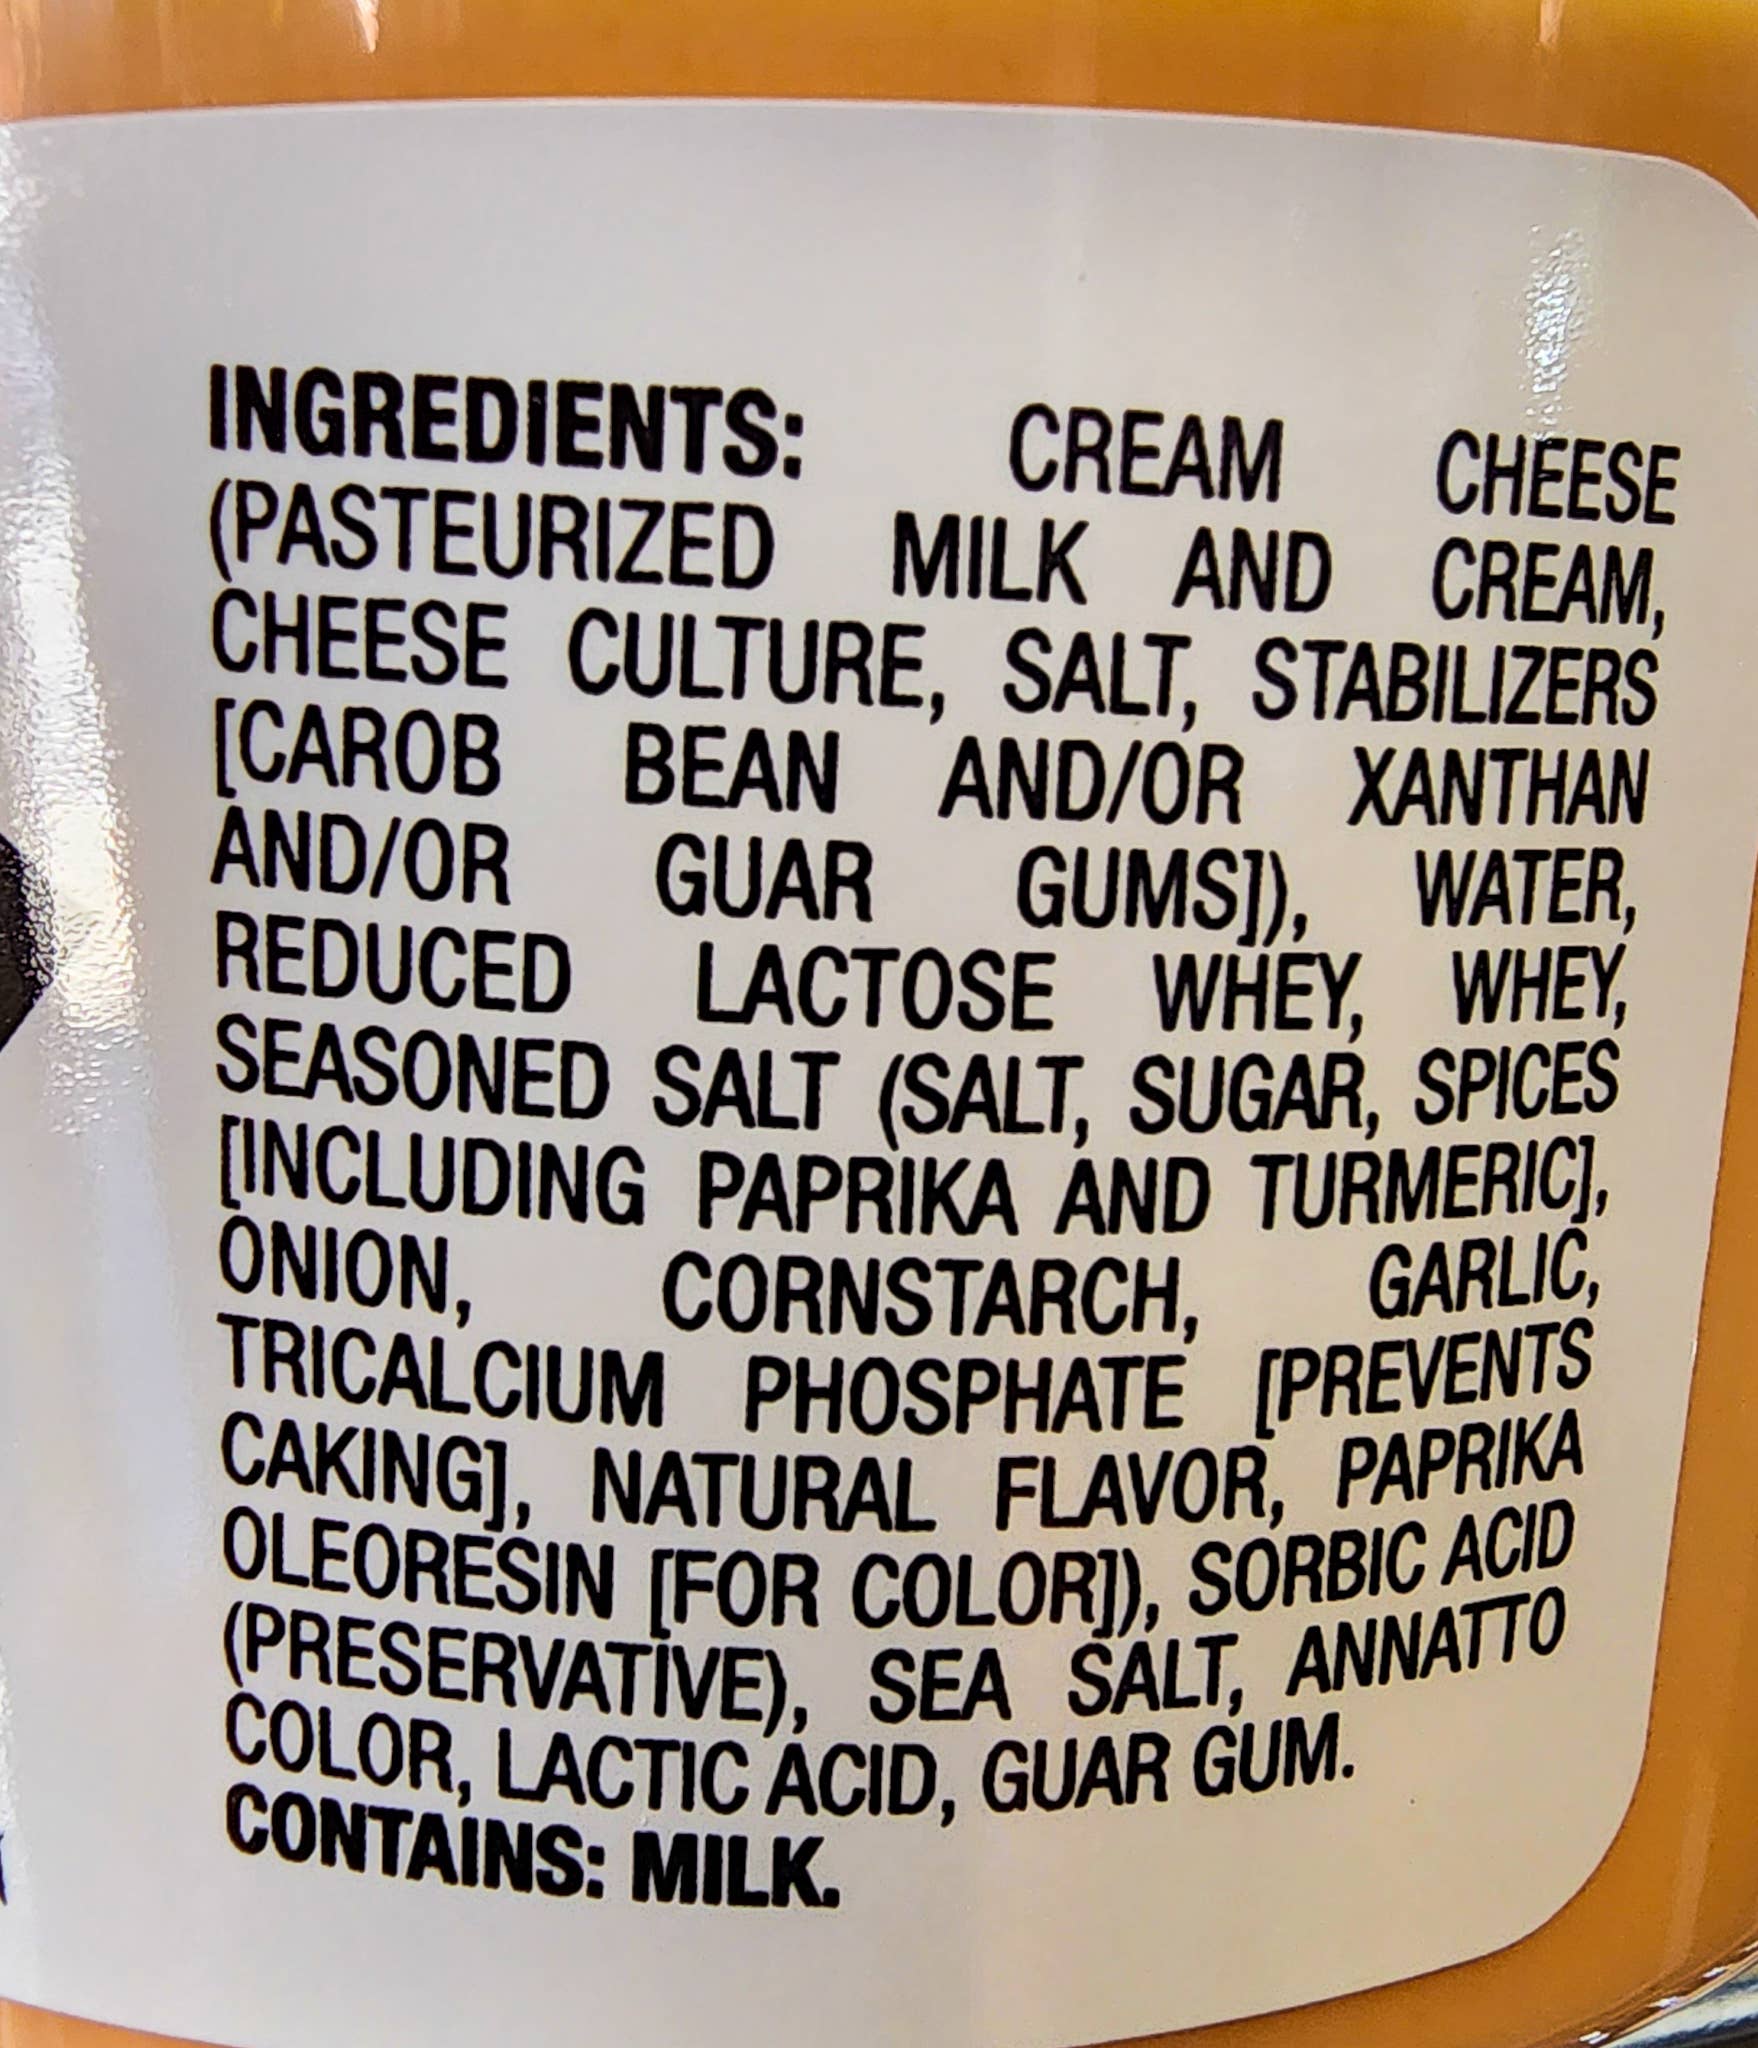 INGREDIENTS: CREAM CHEESE
(PASTEURIZED MILK AND CREAM,
CHEESE CULTURE, SALT, STABILIZERS
[CAROB BEAN AND/OR XANTHAN
AND/OR GUAR GUMS]), WATER,
REDUCED LACTOSE WHEY, WHEY,
SEASONED SALT (SALT, SUGAR, SPICES
[INCLUDING PAPRIKA AND TURMERIC],
ONION, CORNSTARCH, GARLIC,
TRICALCIUM PHOSPHATE [PREVENTS
CAKING], NATURAL FLAVOR, PAPRIKA
OLEORESIN [FOR COLOR]), SORBIC ACID
(PRESERVATIVE), SEA SALT, ANNATTO
COLOR, LACTIC ACID, GUAR GUM.
CONTAINS: MILK.